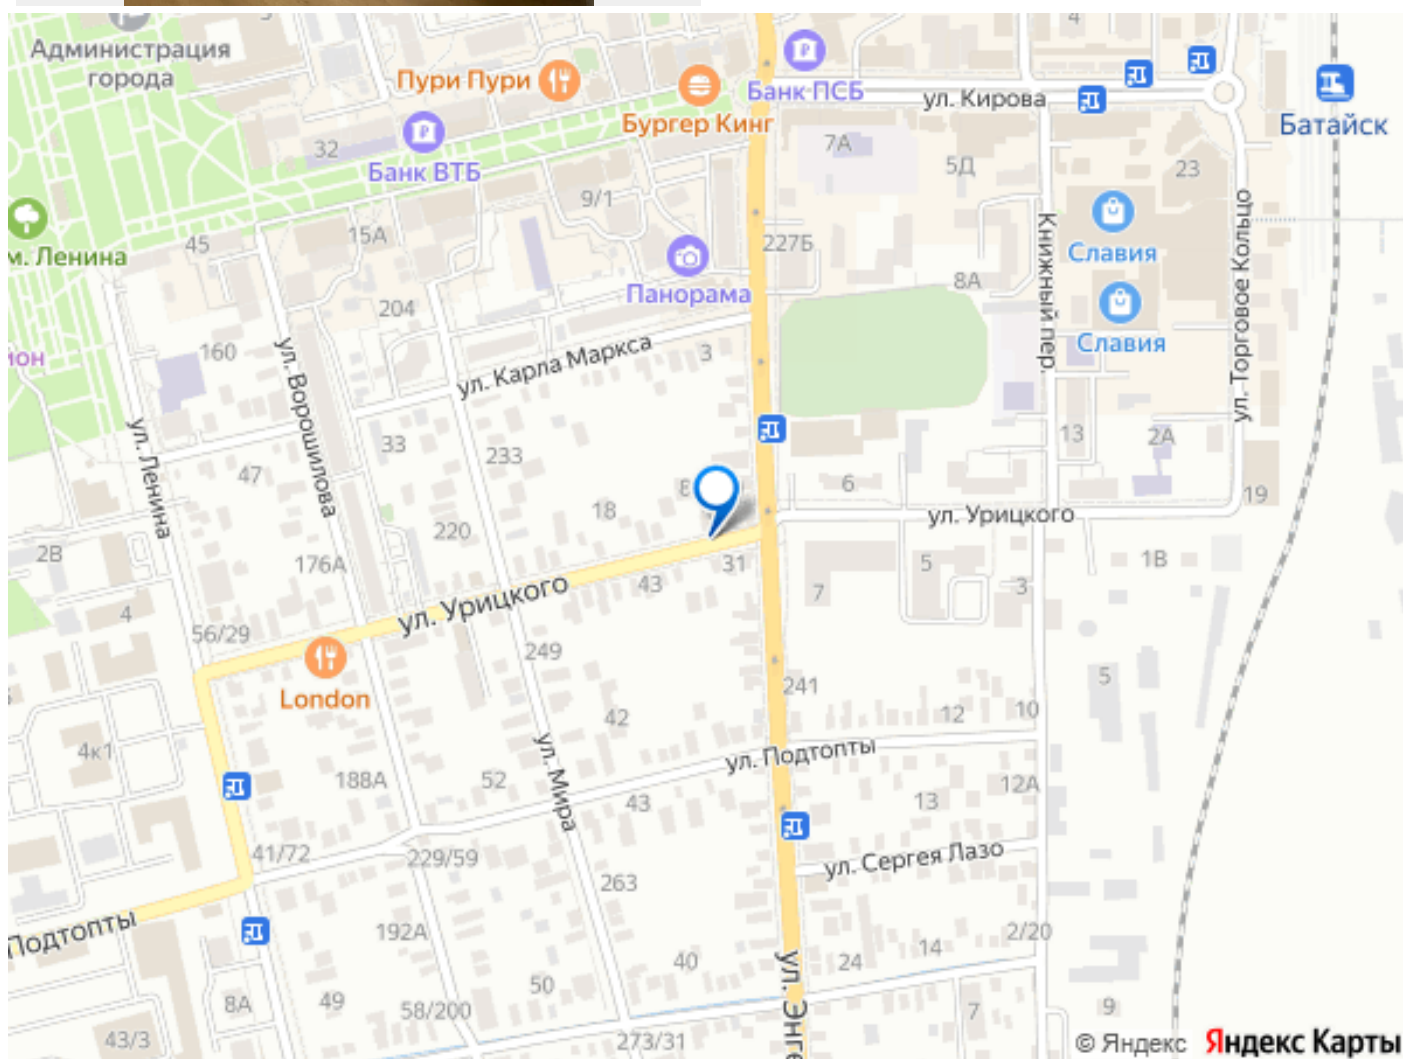 Администрация
города
Пури Пури
Банк ПСБ
4
ул. Кирова
Батайск
Бургер Кинг
32
Банк ВТБ
7А
5Д
23
9/1
Славия
45
15А
м. Ленина
227Б
Панорама
8А
Книжный пер.
ул. Торговое Кольцо
204
Славия
ион
160
ул. Ворошилова
ул. Карла Маркса
3
ул. Ленина
33
13
2А
47
233
6
8
19
18
ул. Урицкого
220
2В
176А
31
5
1В
43
7
3
ул. Урицкого
4
56/29
249
London
241
5
42
12
10
4к1
ул. Мира
ул. Подтопты
188А
52
12А
43
13
41/72
229/59
ул. Сергея Лазо
263
Подтопты
192А
2/20
14
40
24
ул. Энге
50
8А
49
58/200
7
9
43/3
273/31
© Яндекс Яндекс Карты